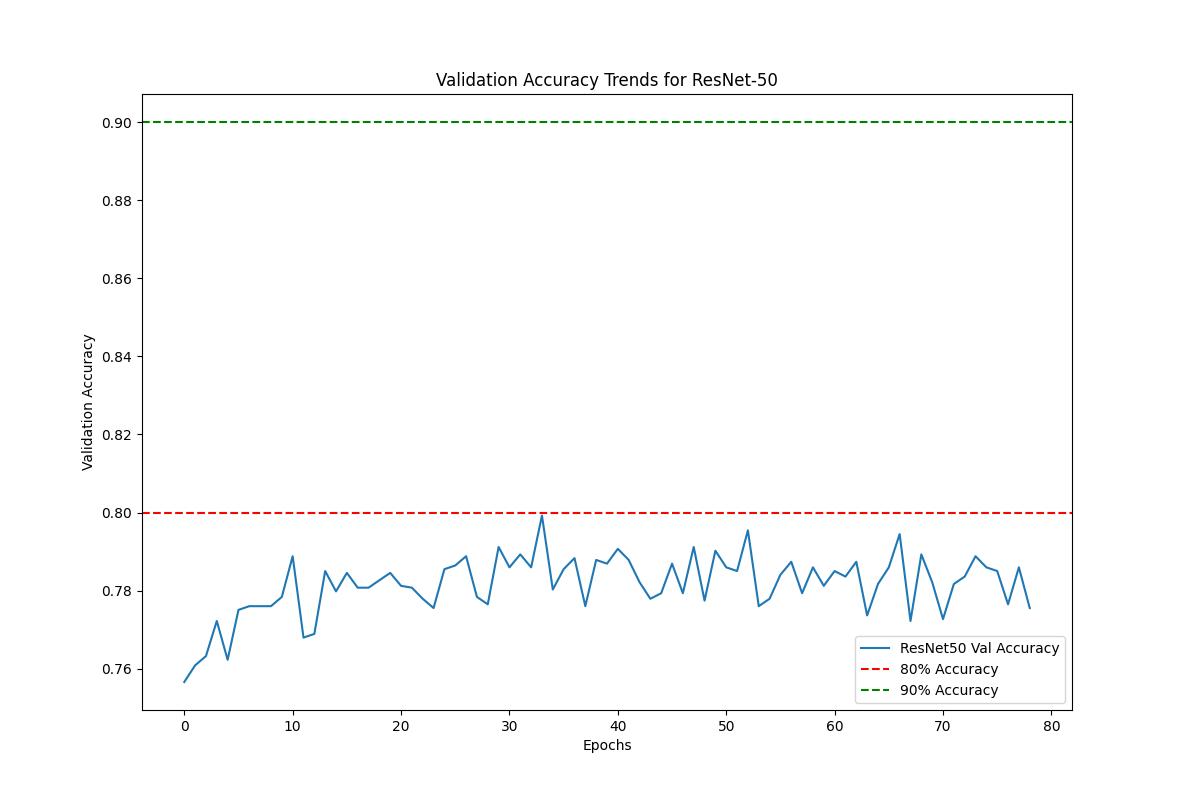 Validation Accuracy Trends for ResNet-50
0.90
0.88
0.86
0.84
0.82
0.80
0.78
0.76
Validation Accuracy
ResNet50 Val Accuracy
80% Accuracy
90% Accuracy
0 10 20 30 40 50 60 70 80
Epochs